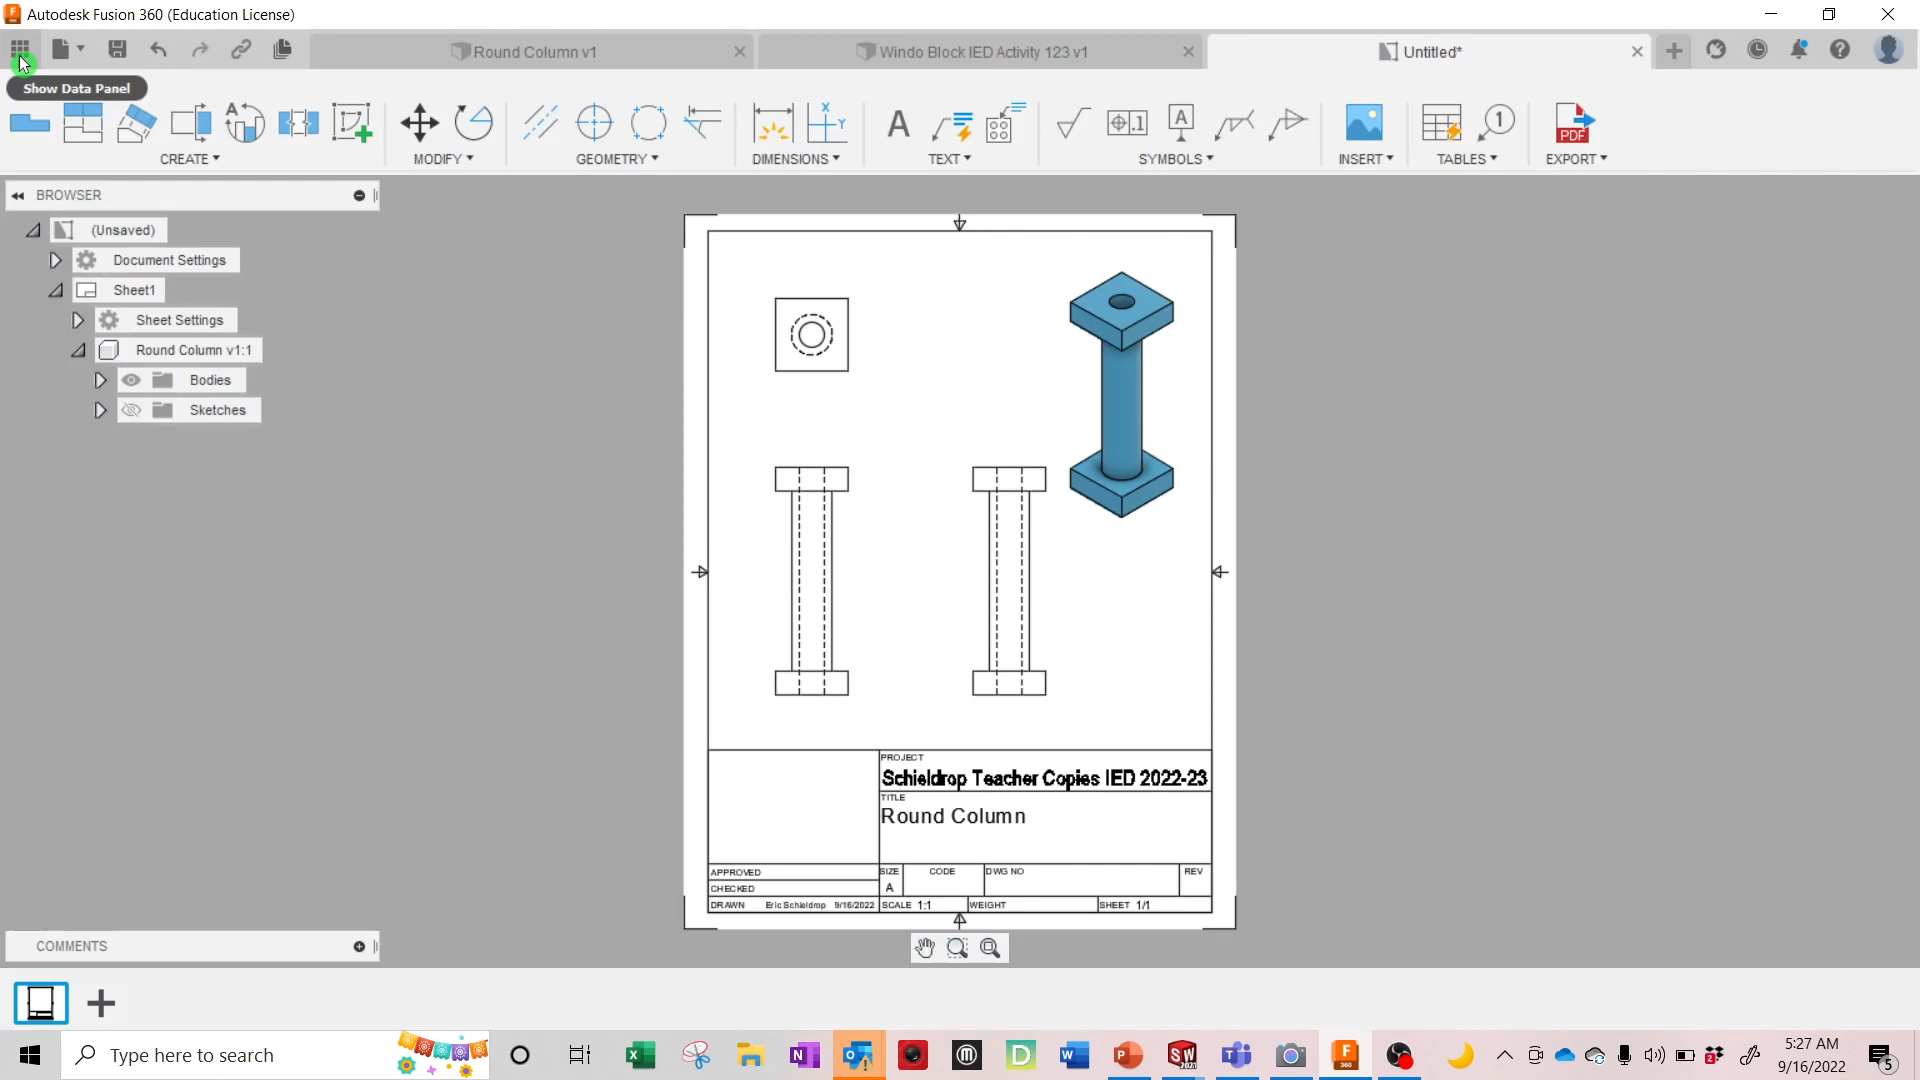 Autodesk Fusion 360 (Education License)
Round Column v1
Windo Block IED Activity 123 v1
Untitled*
Show Data Panel
CREATE
MODIFY
GEOMETRY
DIMENSIONS
TEXT
SYMBOLS
INSERT
TABLES
EXPORT
BROWSER
(Unsaved)
Document Settings
Sheet1
Sheet Settings
Round Column v1:1
Bodies
Sketches
PROJECT
Schieldrop Teacher Copies IED 2022-23
TITLE
Round Column
APPROVED
CHECKED
DRAWN Eric Schieldrop 9/16/2022
SIZE
A
CODE
DWG NO
REV
SCALE 1:1
WEIGHT
SHEET 1/1
COMMENTS
Type here to search
5:27 AM
9/16/2022
5